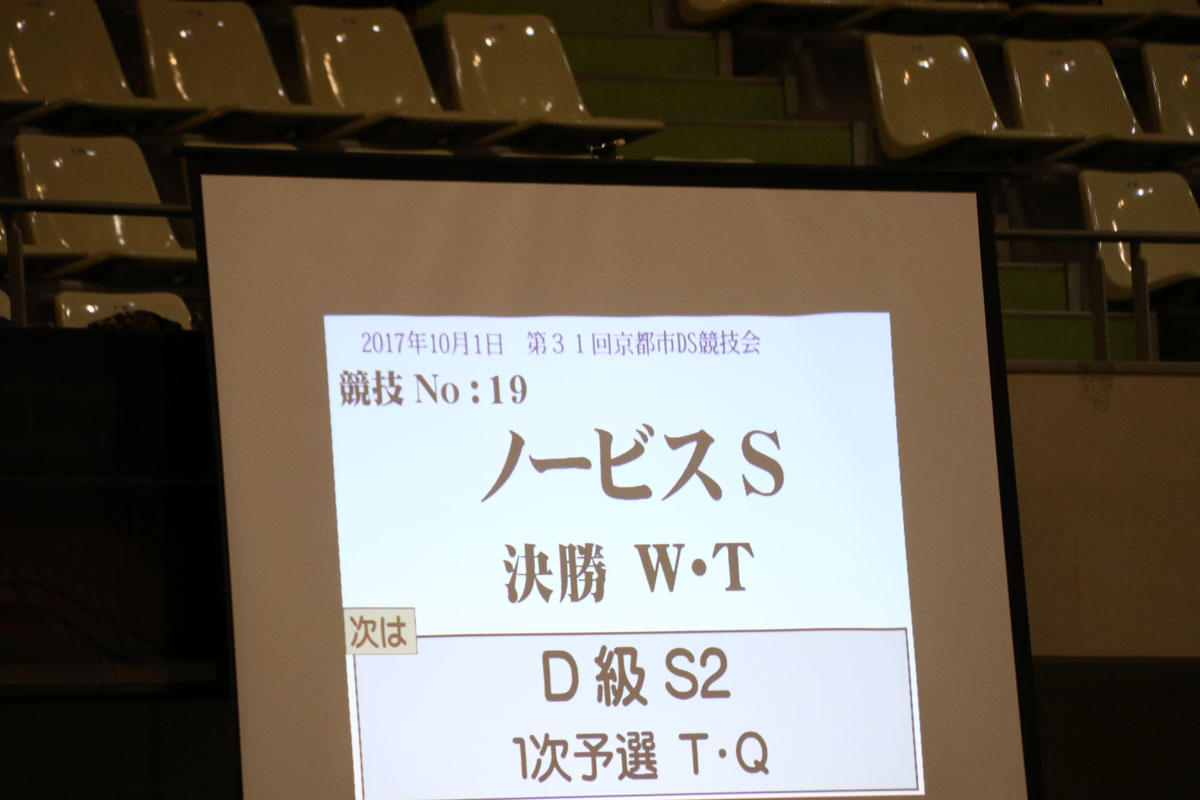 2017年10月1日　第３１回京都市DS競技会
競技 No：19
ノービス S
決勝 W・T
次は
D 級 S2
1次予選 T・Q